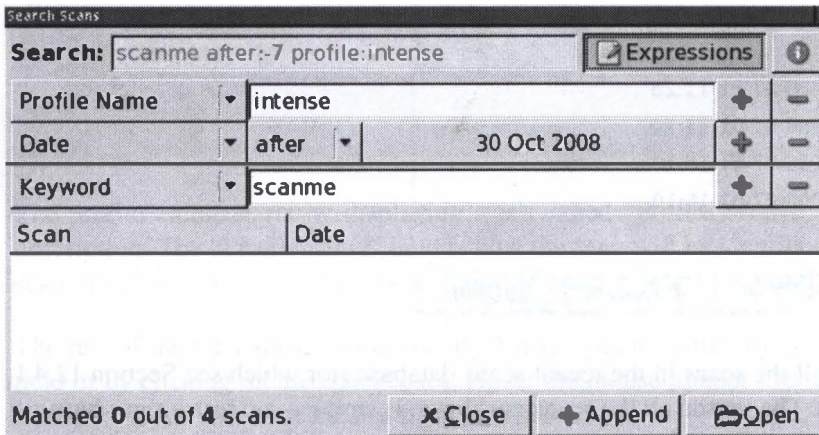 Search Scans
Search: scanme after:-7 profile:intense Expressions
Profile Name intense
Date after 30 Oct 2008
Keyword scanme
Scan Date
Matched 0 out of 4 scans. Close Append Open